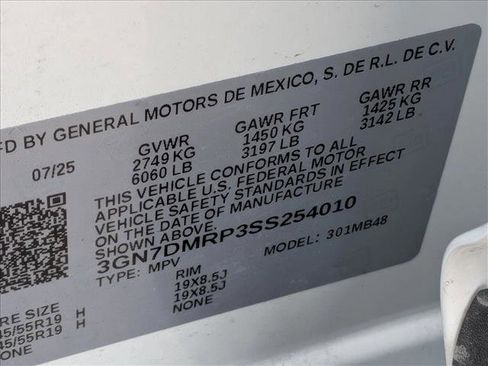 BY GENERAL MOTORS DE MEXICO, S. DE R.L. DE C.V.
07/25 GVWR GAWR FRT GAWR RR
2749 KG 1450 KG 1425 KG
6060 LB 3197 LB 3142 LB
THIS VEHICLE CONFORMS TO ALL
APPLICABLE U.S. FEDERAL MOTOR
VEHICLE SAFETY STANDARDS IN EFFECT
ON THE DATE OF MANUFACTURE
SHOWN ABOVE.
3GN7DMRP3SS254010
TYPE: MPV MODEL: 301MB48
SIZE RIM
/55R19 H 19X8.5J
/55R19 H 19X8.5J
NONE